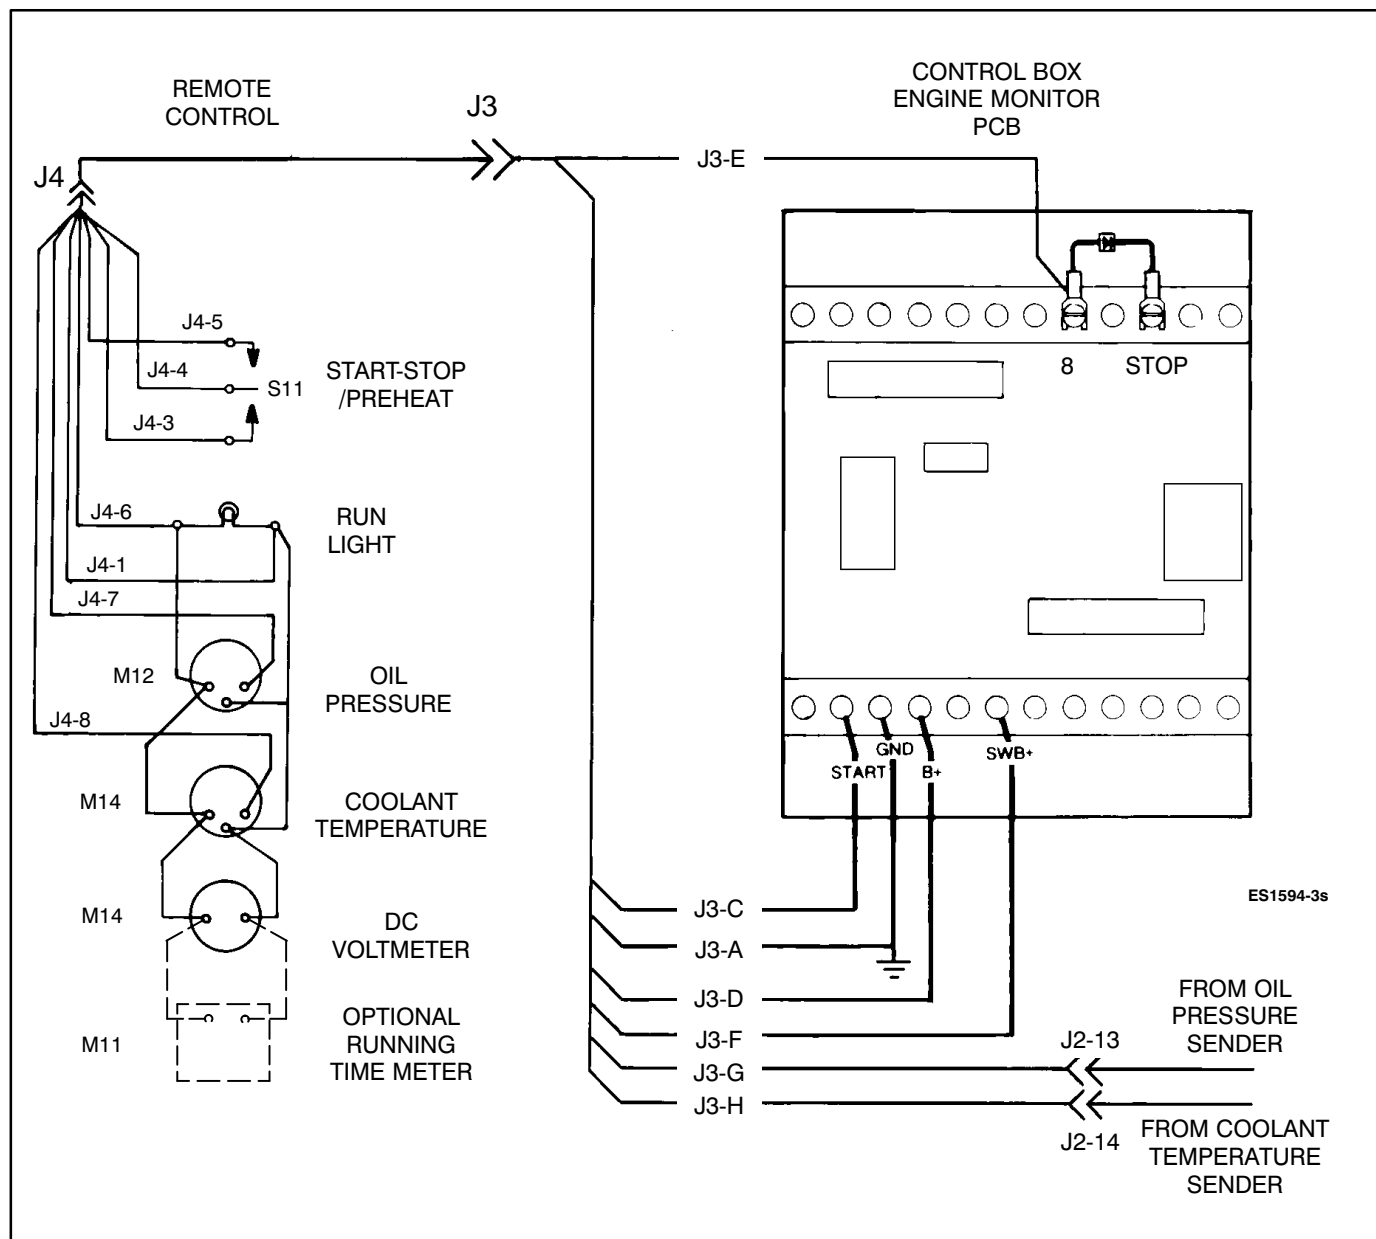 REMOTE
CONTROL
J3
CONTROL BOX
ENGINE MONITOR
PCB
J3-E
J4
J4-5
J4-4
S11
J4-3
START-STOP
/PREHEAT
8
STOP
J4-6
RUN
LIGHT
J4-1
J4-7
M12
OIL
PRESSURE
J4-8
M14
COOLANT
TEMPERATURE
START
GND
B+
SWB+
M14
DC
VOLTMETER
J3-C
J3-A
ES1594-3s
M11
OPTIONAL
RUNNING
TIME METER
J3-D
J3-F
J3-G
J3-H
FROM OIL
PRESSURE
SENDER
J2-13
J2-14
FROM COOLANT
TEMPERATURE
SENDER